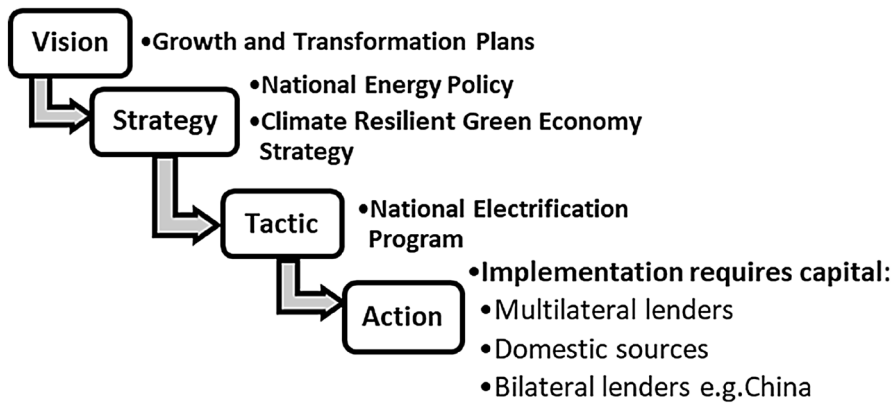 Vision
•Growth and Transformation Plans
Strategy
•National Energy Policy
•Climate Resilient Green Economy
Strategy
Tactic
•National Electrification
Program
Action
•Implementation requires capital:
•Multilateral lenders
•Domestic sources
•Bilateral lenders e.g.China